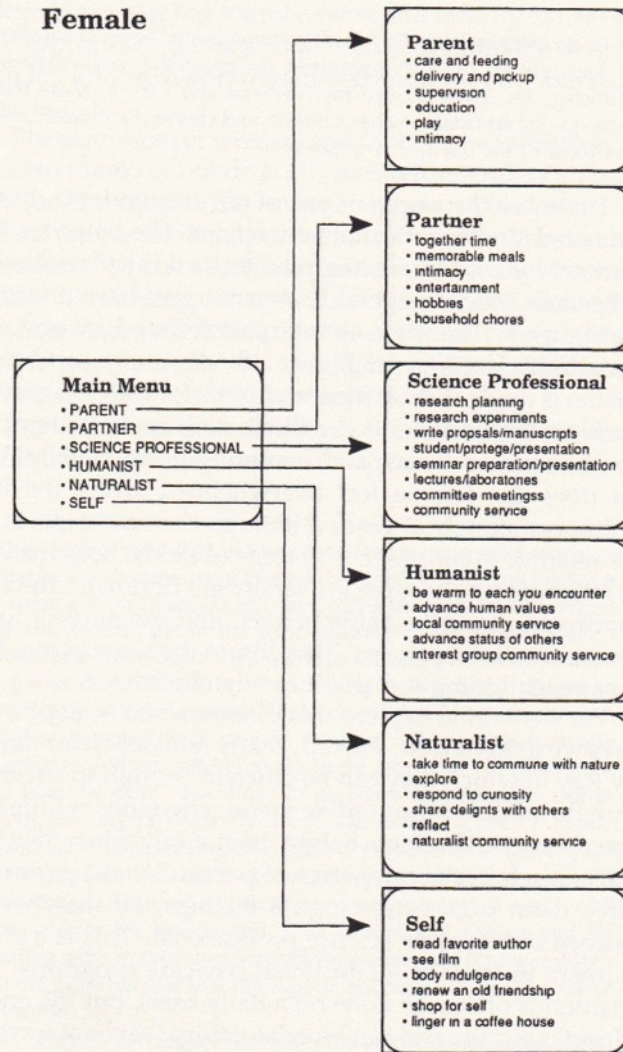 Female
Parent
• care and feeding
• delivery and pickup
• supervision
• education
• play
• intimacy
Partner
• together time
• memorable meals
• intimacy
• entertainment
• hobbies
• household chores
Main Menu
• PARENT
• PARTNER
• SCIENCE PROFESSIONAL
• HUMANIST
• NATURALIST
• SELF
Science Professional
• research planning
• research experiments
• write propsals/manuscripts
• student/protege/presentation
• seminar preparation/presentation
• lectures/laboratories
• committee meetingss
• community service
Humanist
• be warm to each you encounter
• advance human values
• local community service
• advance status of others
• interest group community service
Naturalist
• take time to commune with nature
• explore
• respond to curiosity
• share delignts with others
• reflect
• naturalist community service
Self
• read favorite author
• see film
• body indulgence
• renew an old friendship
• shop for self
• linger in a coffee house